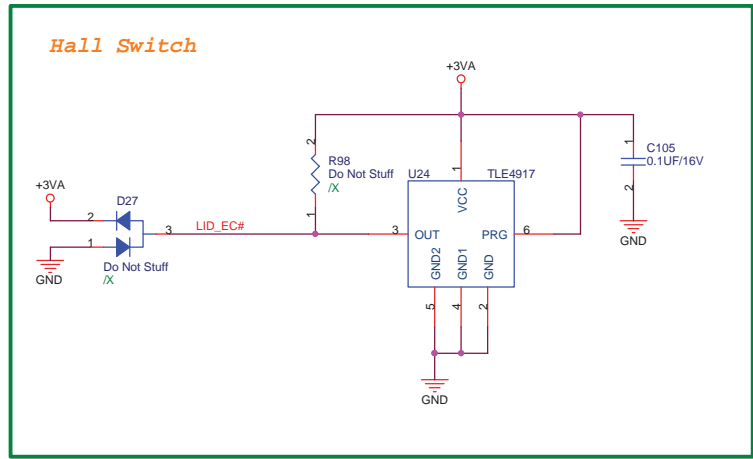 Hall Switch
+3VA
2
R98
Do Not Stuff
/X
1
U24
TLE4917
1
VCC
1
C105
0.1UF/16V
2
GND
+3VA
D27
2
3
LID_EC#
1
GND
Do Not Stuff
/X
3
OUT
PRG
6
GND2
GND1
GND
5
4
2
GND